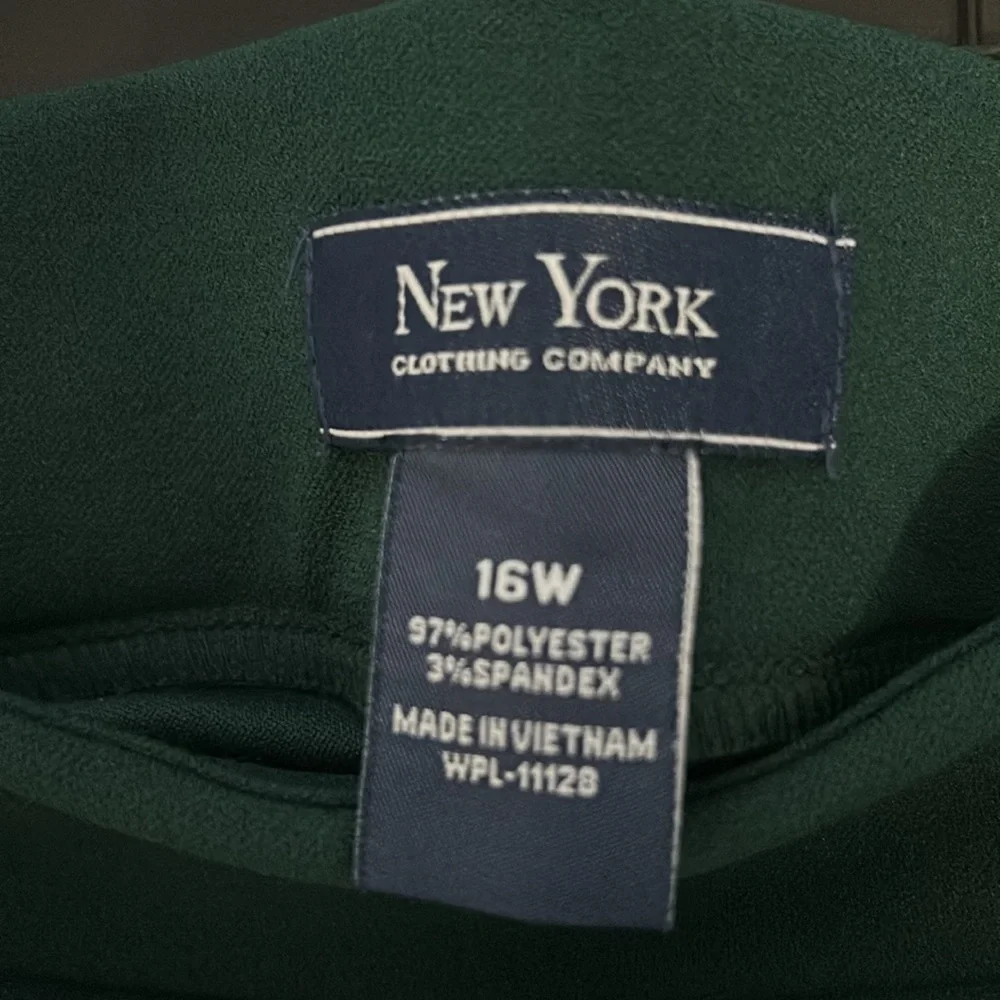 NEW YORK
CLOTHING COMPANY
16W
97%POLYESTER
3%SPANDEX
MADE IN VIETNAM
WPL-11128